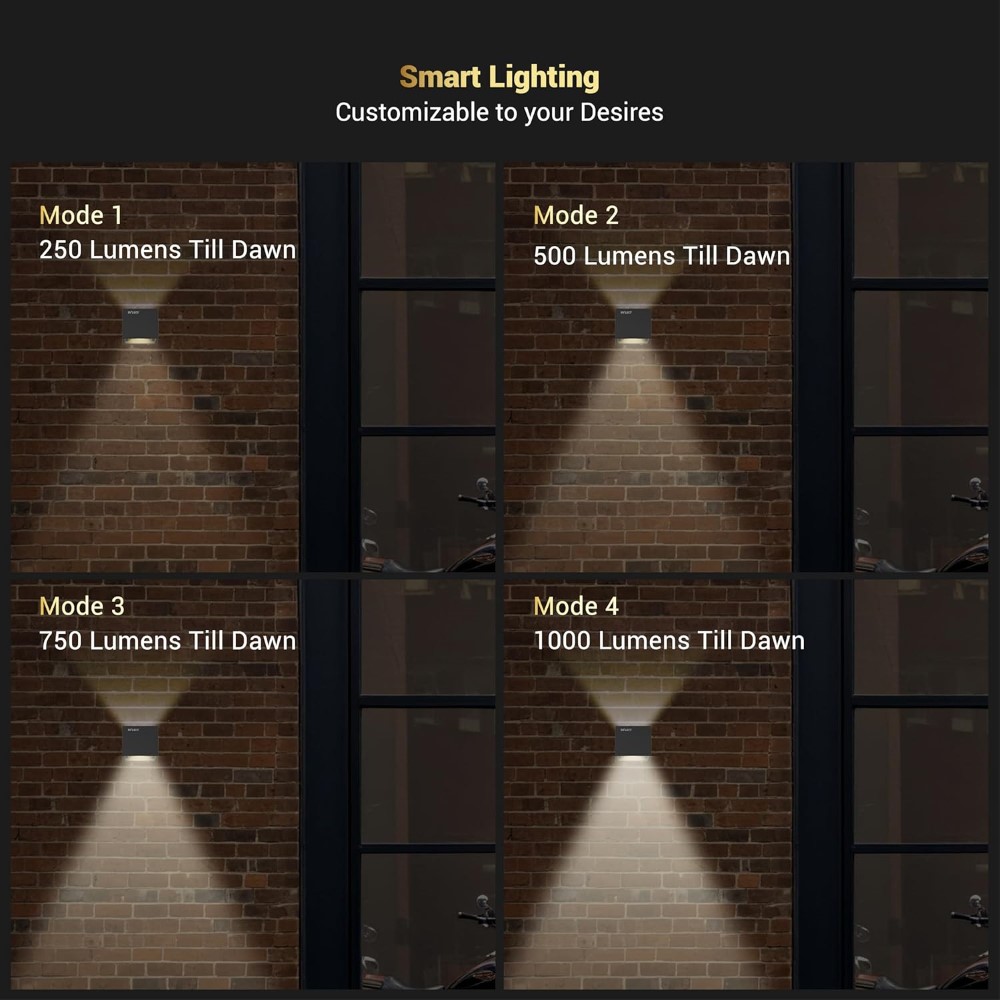 Smart Lighting
Customizable to your Desires
Mode 1
250 Lumens Till Dawn
Mode 2
500 Lumens Till Dawn
Mode 3
750 Lumens Till Dawn
Mode 4
1000 Lumens Till Dawn